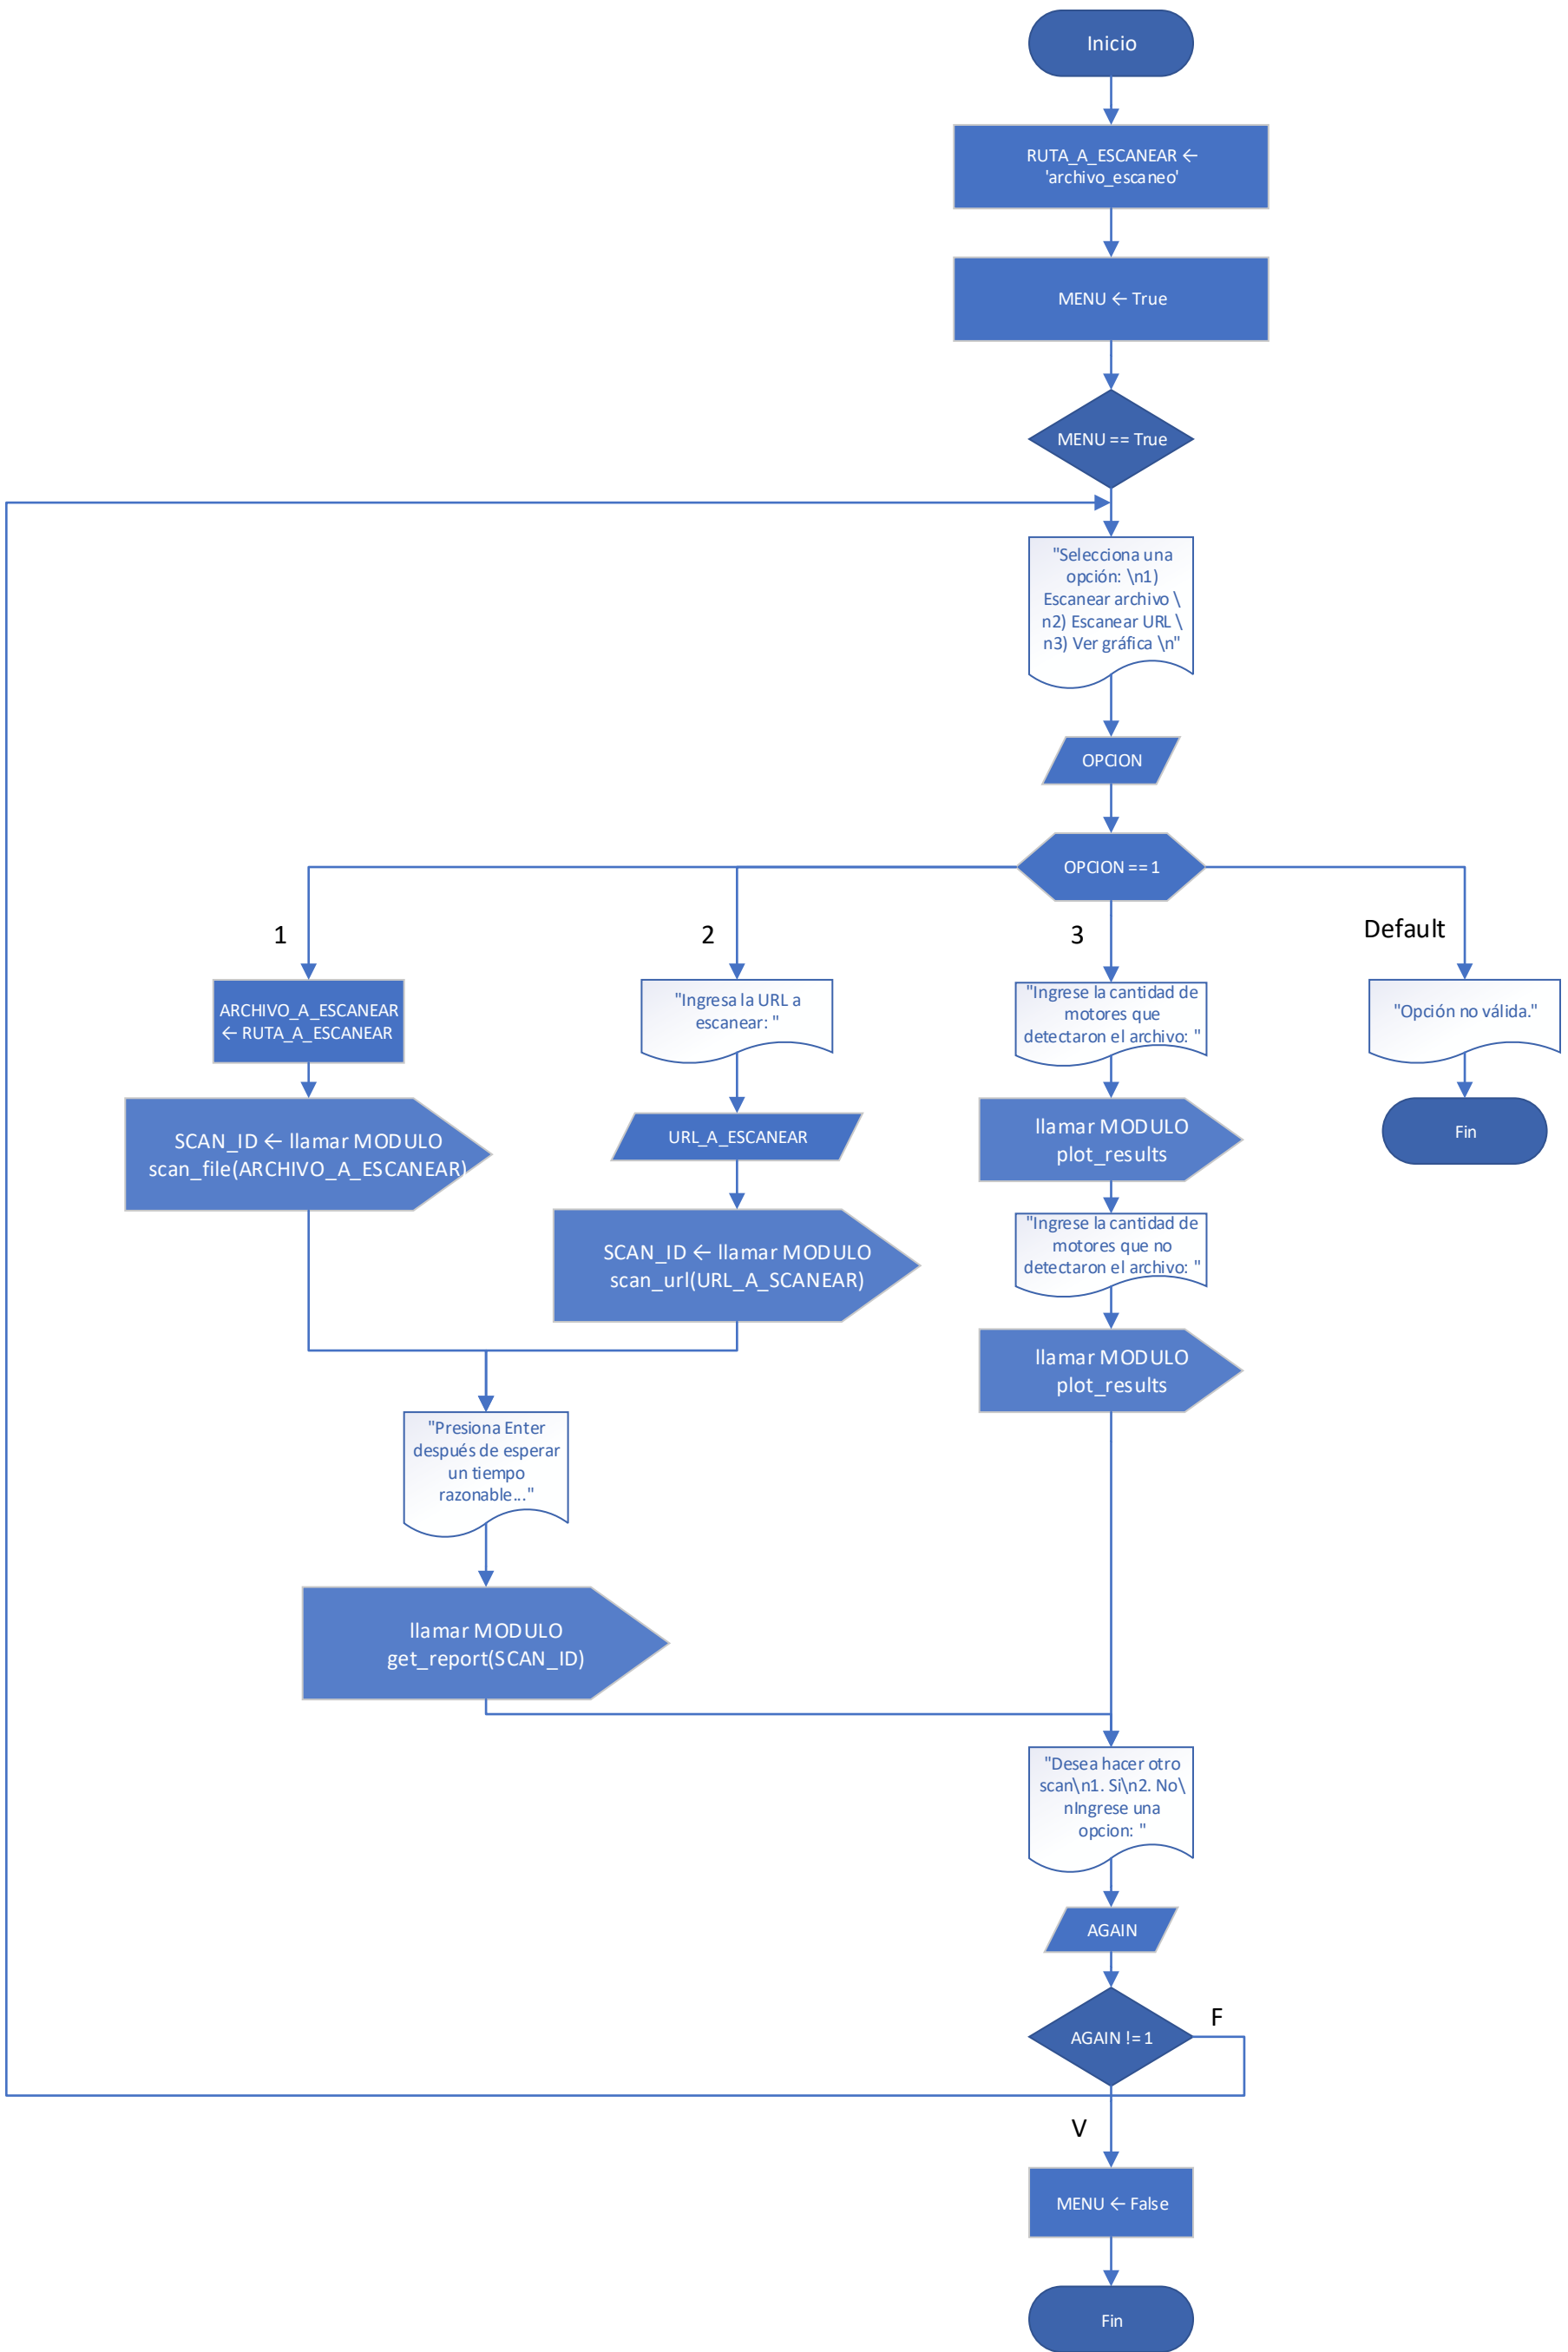 Inicio
RUTA_A_ESCANEAR ←
'archivo_escaneo'
MENU ← True
MENU == True
"Selecciona una
opción: \n1)
Escanear archivo \
n2) Escanear URL \
n3) Ver gráfica \n"
OPCION
OPCION == 1
1
2
3
Default
ARCHIVO_A_ESCANEAR
← RUTA_A_ESCANEAR
SCAN_ID ← llamar MODULO
scan_file(ARCHIVO_A_ESCANEAR)
"Ingresa la URL a
escanear: "
URL_A_ESCANEAR
SCAN_ID ← llamar MODULO
scan_url(URL_A_SCANEAR)
"Ingrese la cantidad de
motores que
detectaron el archivo: "
llamar MODULO
plot_results
"Ingrese la cantidad de
motores que no
detectaron el archivo: "
llamar MODULO
plot_results
"Opción no válida."
Fin
"Presiona Enter
después de esperar
un tiempo
razonable..."
llamar MODULO
get_report(SCAN_ID)
"Desea hacer otro
scan\n1. Si\n2. No\
nIngrese una
opcion: "
AGAIN
AGAIN != 1
F
V
MENU ← False
Fin